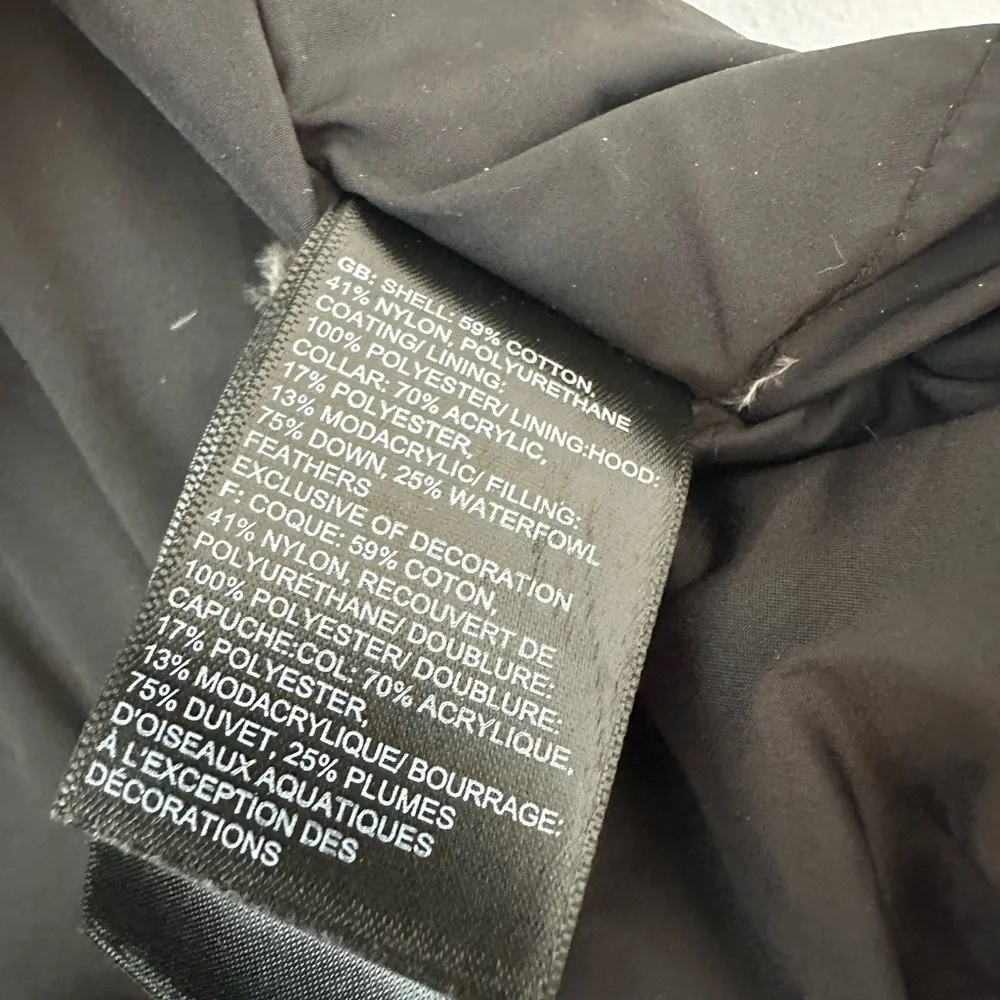 GB: SHELL: 59% COTTON,
41% NYLON, POLYURETHANE
COATING/ LINING:
100% POLYESTER/ LINING:HOOD:
COLLAR: 70% ACRYLIC,
17% POLYESTER,
13% MODACRYLIC/ FILLING:
75% DOWN, 25% WATERFOWL
FEATHERS
EXCLUSIVE OF DECORATION
F: COQUE: 59% COTON,
41% NYLON, RECOUVERT DE
POLYURÉTHANE/ DOUBLURE:
100% POLYESTER/ DOUBLURE:
CAPUCHE:COL: 70% ACRYLIQUE,
17% POLYESTER,
13% MODACRYLIQUE/ BOURRAGE:
75% DUVET, 25% PLUMES
D'OISEAUX AQUATIQUES
À L'EXCEPTION DES
DÉCORATIONS